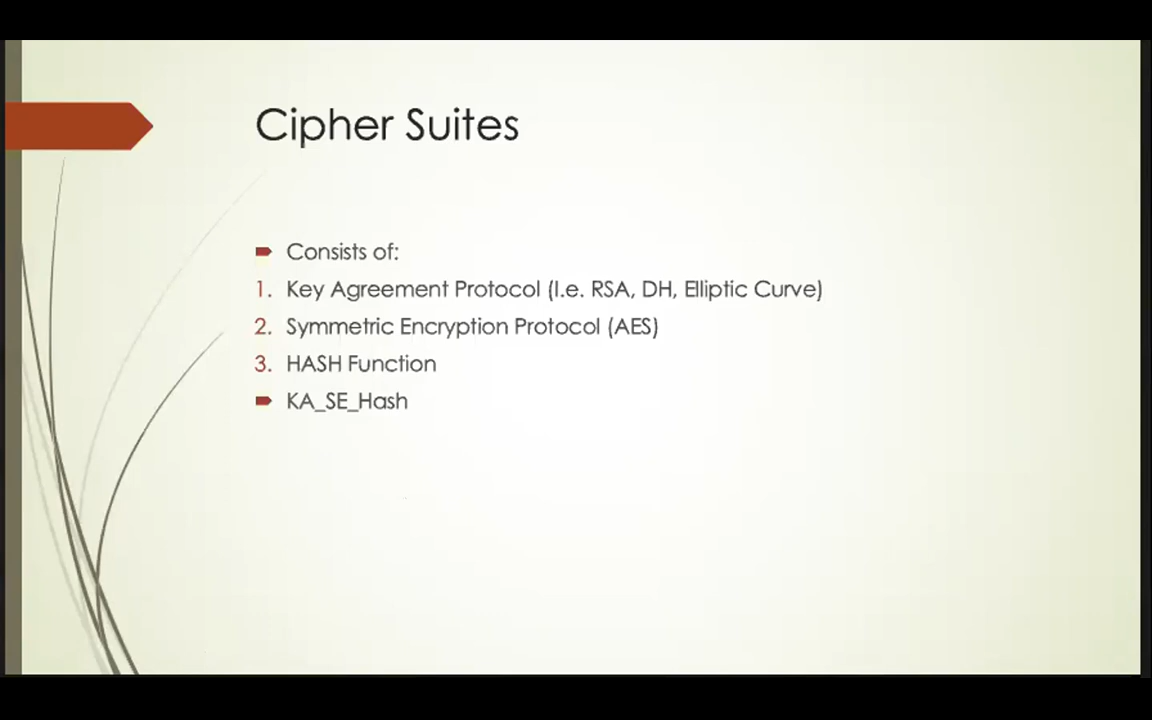 Cipher Suites
Consists of:
1. Key Agreement Protocol (I.e. RSA, DH, Elliptic Curve)
2. Symmetric Encryption Protocol (AES)
3. HASH Function
KA_SE_Hash